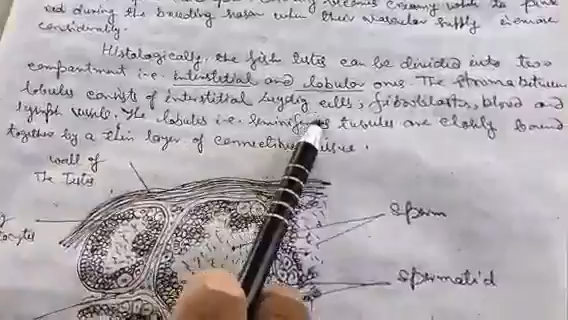 red during the breeding season when their vascular supply
considerably.
Histologically, the fish testis can be divided into two
compartment i.e. interstitial and lobular ones. The stroma between
lobules consists of interstitial Leydig cells, fibroblasts, blood and
lymph vessels. The lobules i.e. Seminiferous tubules are closely bound
together by a thin layer of connective tissue.
wall of
The Testis
Sperm
Spermatid